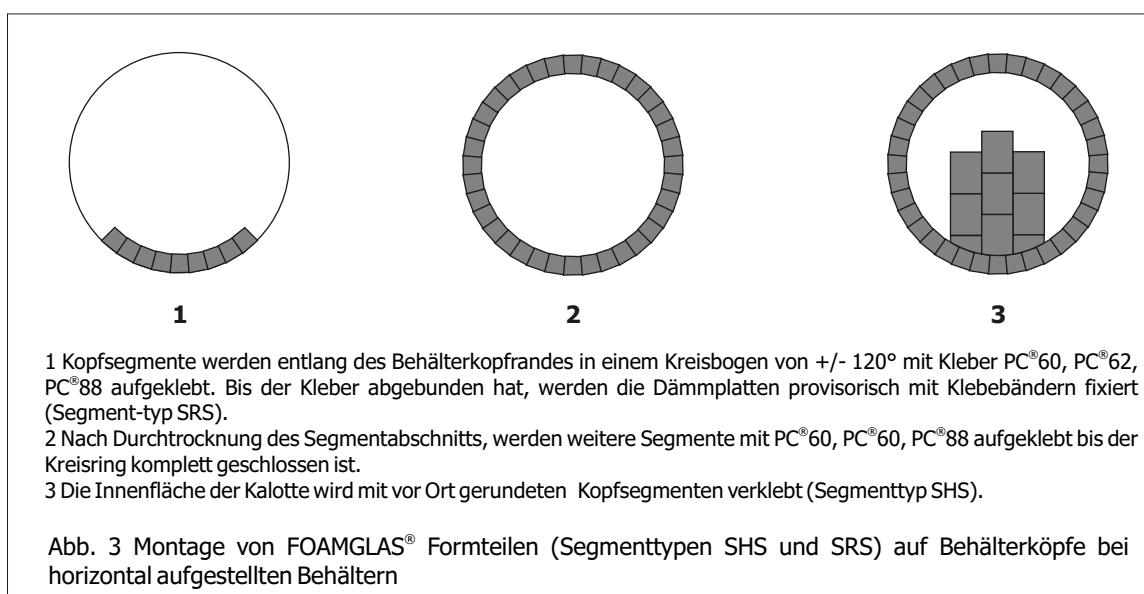 1
2
3
1 Kopfsegmente werden entlang des Behälterkopfrandes in einem Kreisbogen von +/- 120° mit Kleber PC®60, PC®62,
PC®88 aufgeklebt. Bis der Kleber abgebunden hat, werden die Dämmplatten provisorisch mit Klebebändern fixiert
(Segment-typ SRS).
2 Nach Durchtrocknung des Segmentabschnitts, werden weitere Segmente mit PC®60, PC®60, PC®88 aufgeklebt bis der
Kreisring komplett geschlossen ist.
3 Die Innenfläche der Kalotte wird mit vor Ort gerundeten Kopfsegmenten verklebt (Segmenttyp SHS).
Abb. 3 Montage von FOAMGLAS® Formteilen (Segmenttypen SHS und SRS) auf Behälterköpfe bei
horizontal aufgestellten Behältern